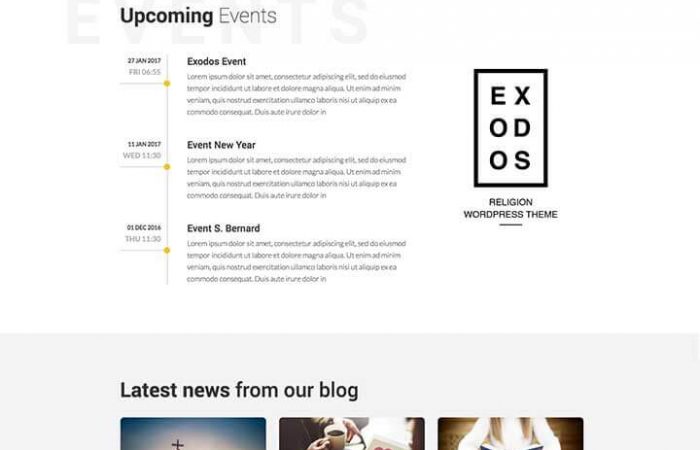 EVENTS
Upcoming Events
27 JAN 2017
FRI 06:55
Exodos Event
Lorem ipsum dolor sit amet, consectetur adipiscing elit, sed do eiusmod
tempor incididunt ut labore et dolore magna aliqua. Ut enim ad minim
veniam, quis nostrud exercitation ullamco laboris nisi ut aliquip ex ea
commodo consequat. Duis aute irure dolor in
11 JAN 2017
WED 11:30
Event New Year
Lorem ipsum dolor sit amet, consectetur adipiscing elit, sed do eiusmod
tempor incididunt ut labore et dolore magna aliqua. Ut enim ad minim
veniam, quis nostrud exercitation ullamco laboris nisi ut aliquip ex ea
commodo consequat. Duis aute irure dolor in
01 DEC 2016
THU 11:30
Event S. Bernard
Lorem ipsum dolor sit amet, consectetur adipiscing elit, sed do eiusmod
tempor incididunt ut labore et dolore magna aliqua. Ut enim ad minim
veniam, quis nostrud exercitation ullamco laboris nisi ut aliquip ex ea
commodo consequat. Duis aute irure dolor in
EX
OD
OS
RELIGION
WORDPRESS THEME
Latest news from our blog